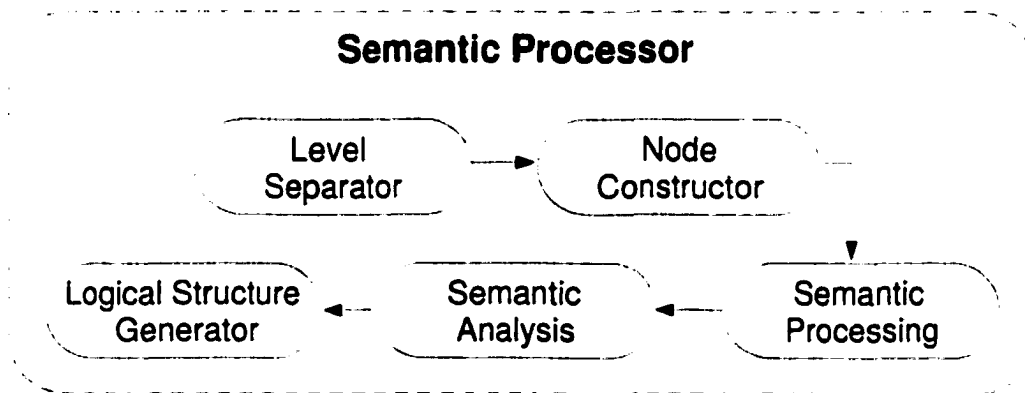 Semantic Processor
Level
Separator
Node
Constructor
Logical Structure
Generator
Semantic
Analysis
Semantic
Processing